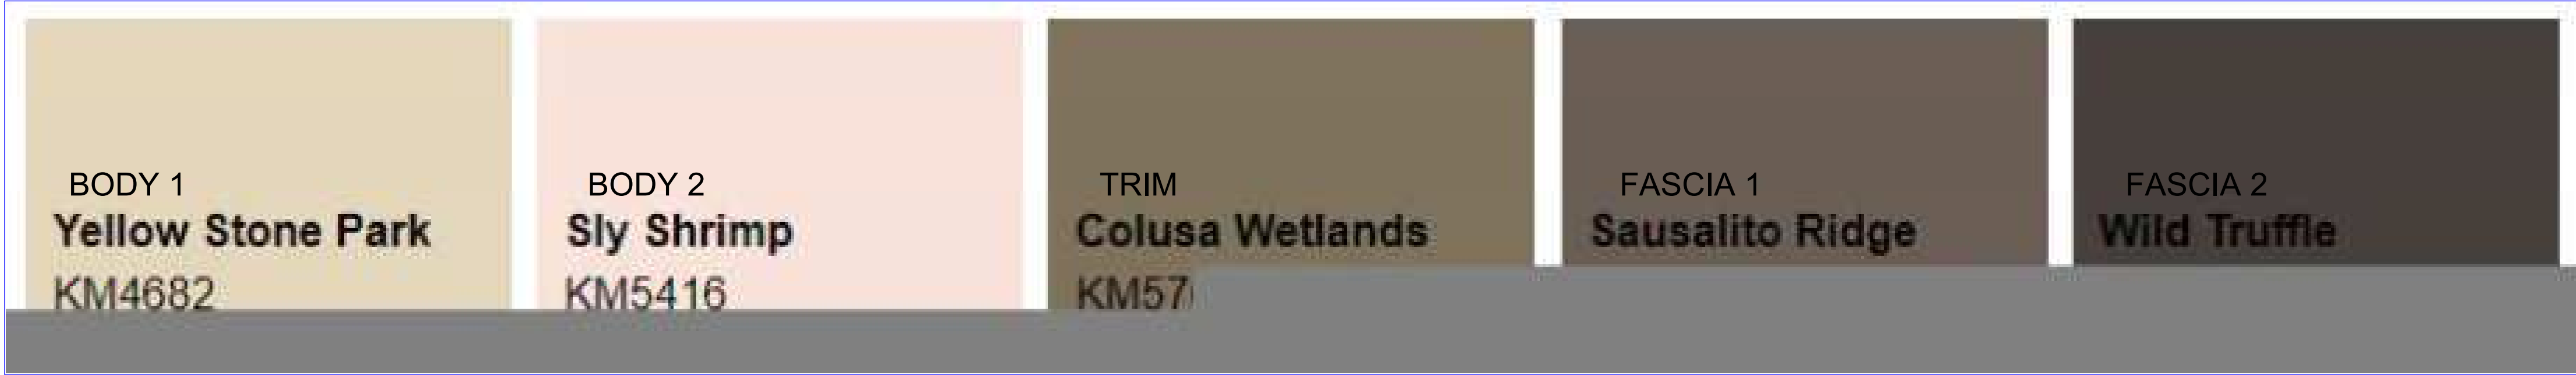 BODY 1
Yellow Stone Park
KM4682
BODY 2
Sly Shrimp
KM5416
TRIM
Colusa Wetlands
FASCIA 1
Sausalito Ridge
FASCIA 2
Wild Truffle